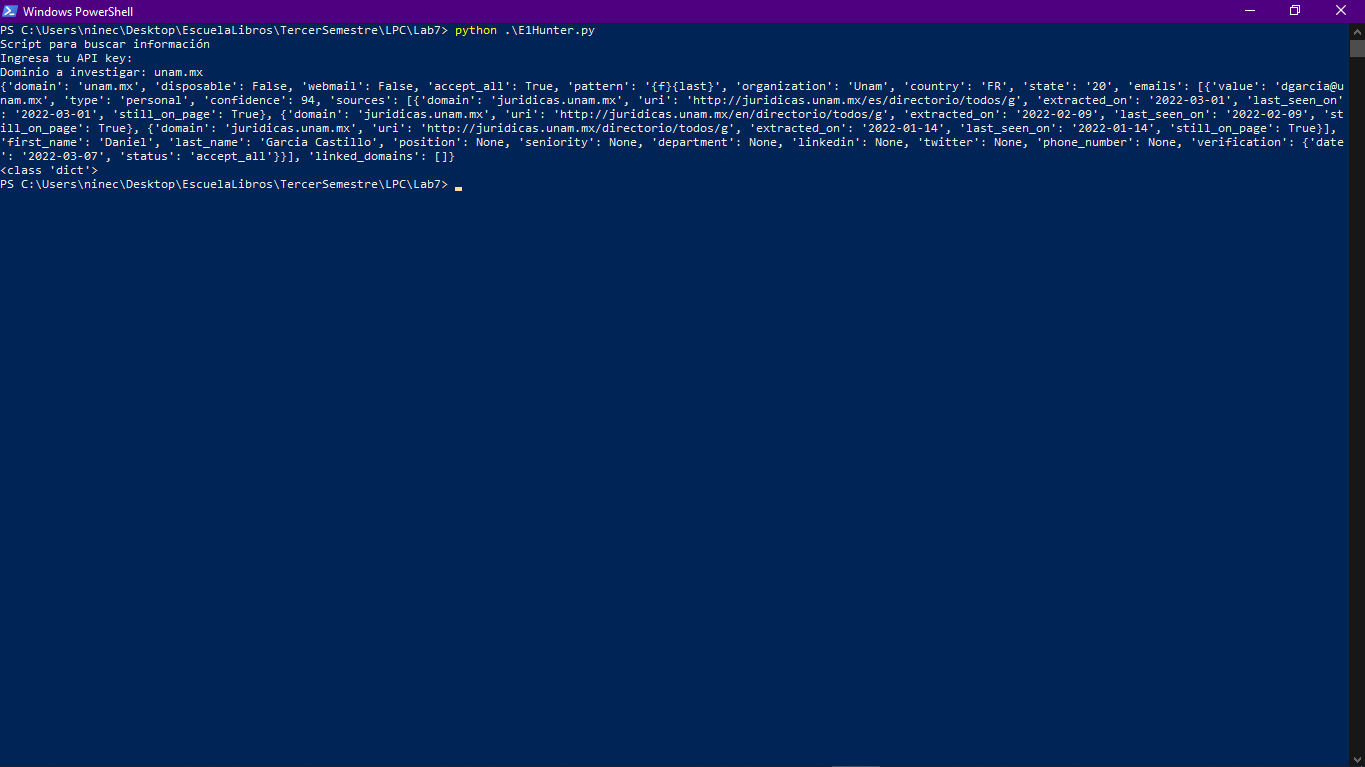 Windows PowerShell
PS C:\Users\ninec\Desktop\EscuelaLibros\TercerSemestre\LPC\Lab7> python .\E1Hunter.py
Script para buscar información
Ingresa tu API key:
Dominio a investigar: unam.mx
{'domain': 'unam.mx', 'disposable': False, 'webmail': False, 'accept_all': True, 'pattern': '{f}{last}', 'organization': 'Unam', 'country': 'FR', 'state': '20', 'emails': [{'value': 'dgarcia@u
nam.mx', 'type': 'personal', 'confidence': 94, 'sources': [{'domain': 'juridicas.unam.mx', 'uri': 'http://juridicas.unam.mx/es/directorio/todos/g', 'extracted_on': '2022-03-01', 'last_seen_on'
: '2022-03-01', 'still_on_page': True}, {'domain': 'juridicas.unam.mx', 'uri': 'http://juridicas.unam.mx/en/directorio/todos/g', 'extracted_on': '2022-02-09', 'last_seen_on': '2022-02-09', 'st
ill_on_page': True}, {'domain': 'juridicas.unam.mx', 'uri': 'http://juridicas.unam.mx/directorio/todos/g', 'extracted_on': '2022-01-14', 'last_seen_on': '2022-01-14', 'still_on_page': True}],
'first_name': 'Daniel', 'last_name': 'Garcia Castillo', 'position': None, 'seniority': None, 'department': None, 'linkedin': None, 'twitter': None, 'phone_number': None, 'verification': {'date
': '2022-03-07', 'status': 'accept_all'}}], 'linked_domains': []}
<class 'dict'>
PS C:\Users\ninec\Desktop\EscuelaLibros\TercerSemestre\LPC\Lab7>